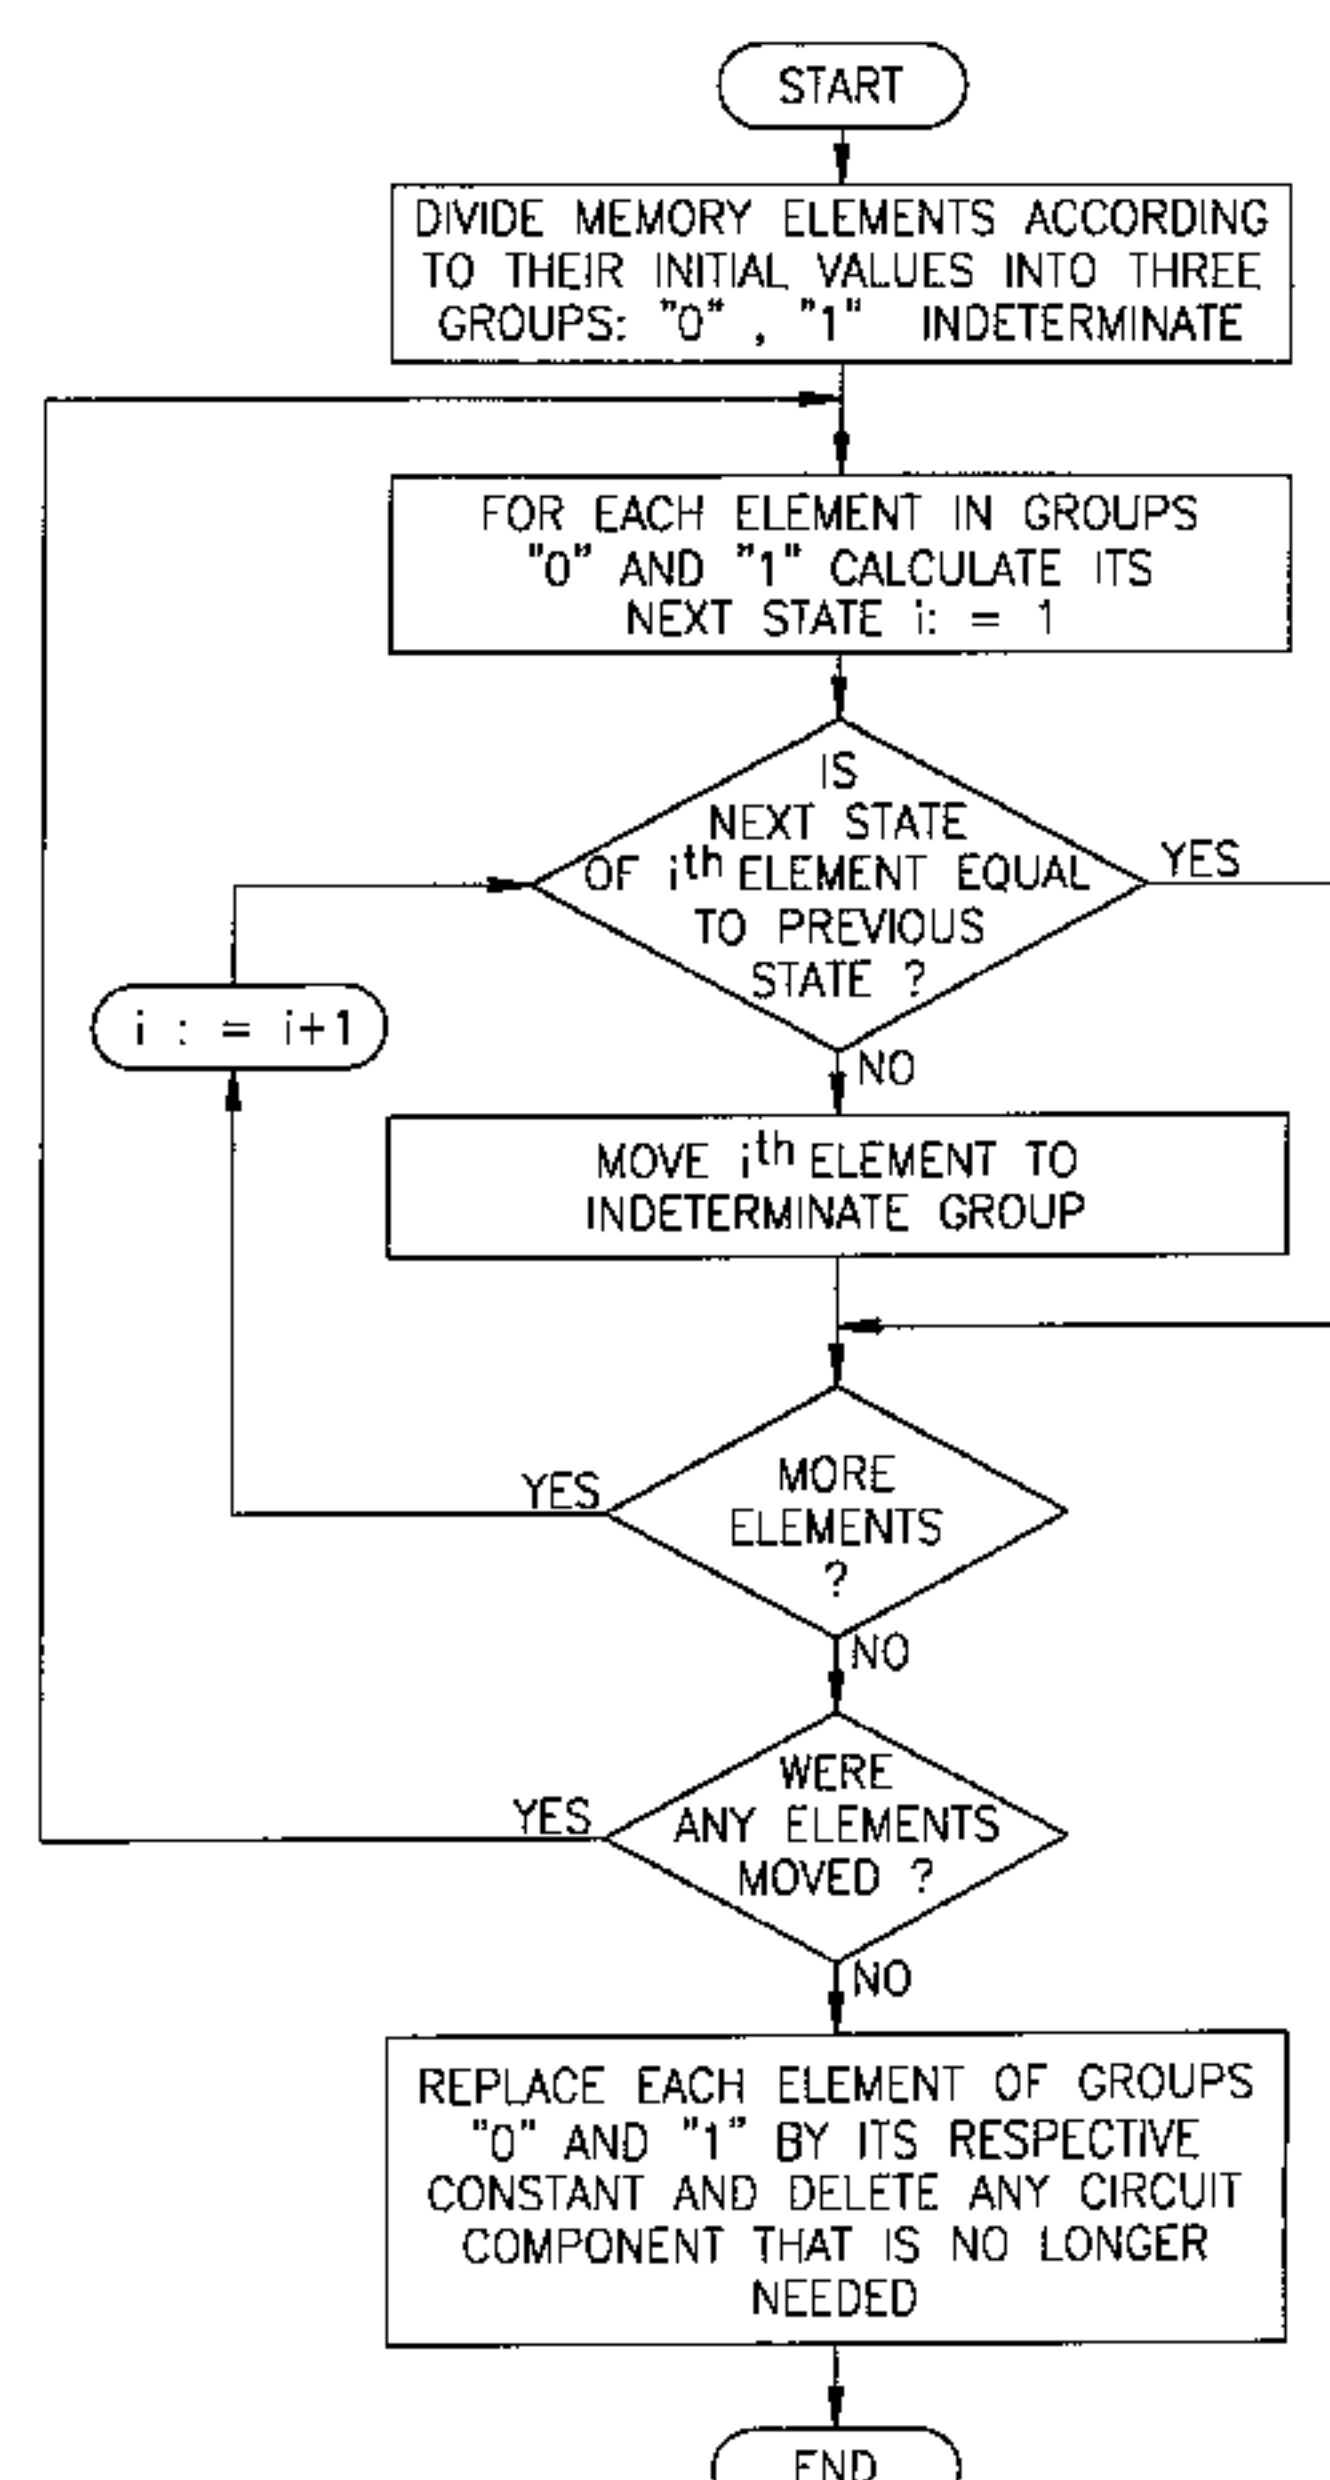 START
DIVIDE MEMORY ELEMENTS ACCORDING
TO THEIR INITIAL VALUES INTO THREE
GROUPS: "0" , "1" INDETERMINATE
FOR EACH ELEMENT IN GROUPS
"0" AND "1" CALCULATE ITS
NEXT STATE i: = 1
IS
NEXT STATE
OF ith ELEMENT EQUAL
TO PREVIOUS
STATE ?
YES
i : = i+1
NO
MOVE ith ELEMENT TO
INDETERMINATE GROUP
MORE
ELEMENTS
?
YES
NO
WERE
ANY ELEMENTS
MOVED ?
YES
NO
REPLACE EACH ELEMENT OF GROUPS
"0" AND "1" BY ITS RESPECTIVE
CONSTANT AND DELETE ANY CIRCUIT
COMPONENT THAT IS NO LONGER
NEEDED
END